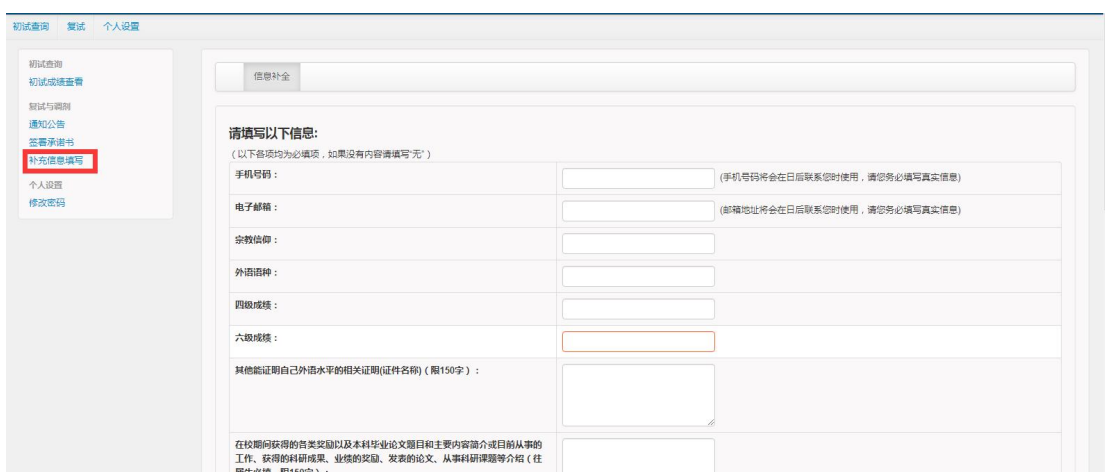 初试查询 复试 个人设置
初试查询
初试成绩查看
复试与调剂
通知公告
签署承诺书
补充信息填写
个人设置
修改密码
信息补全
请填写以下信息:
(以下各项均为必填项,如果没有内容请填写“无”)
手机号码:
(手机号码将会在日后联系您时使用,请您务必填写真实信息)
电子邮箱:
(邮箱地址将会在日后联系您时使用,请您务必填写真实信息)
宗教信仰:
外语语种:
四级成绩:
六级成绩:
其他能证明自己外语水平的相关证明(证件名称)(限150字):
在校期间获得的各类奖励以及本科毕业论文题目和主要内容简介或目前从事的
工作、获得的科研成果、业绩的奖励、发表的论文、从事科研课题等介绍(往
届生必填,限150字):